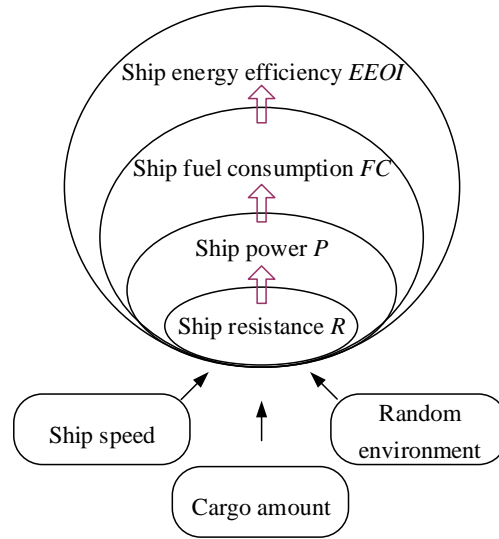 Ship energy efficiency EEOI
Ship fuel consumption FC
Ship power P
Ship resistance R
Ship speed
Random
environment
Cargo amount